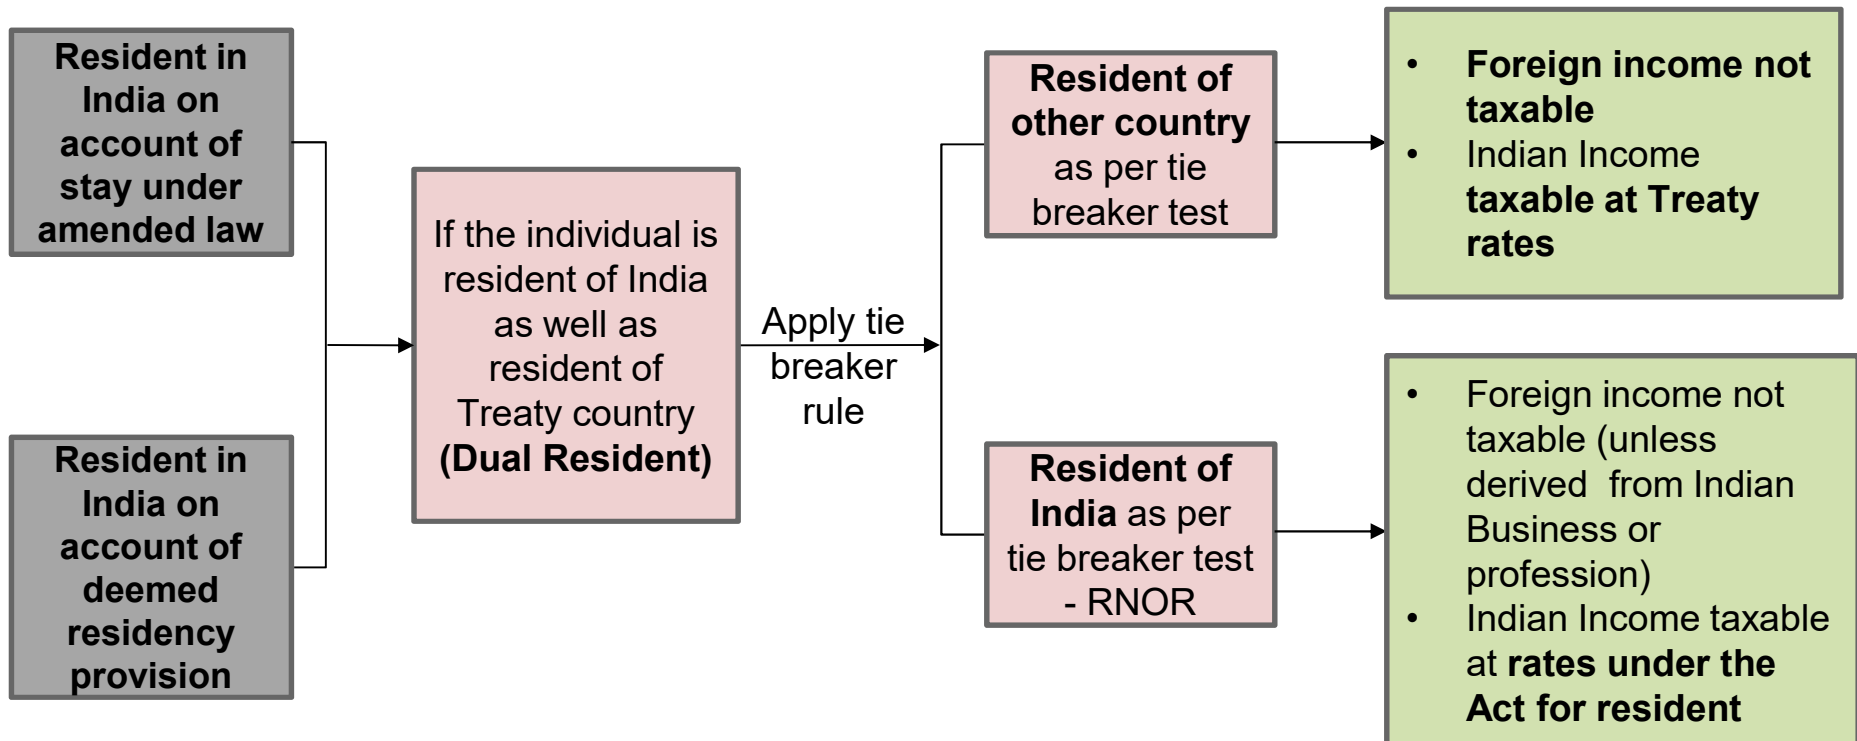 Resident in
India on
account of
stay under
amended law
Resident in
India on
account of
deemed
residency
provision
If the individual is
resident of India
as well as
resident of
Treaty country
(Dual Resident)
Apply tie
breaker
rule
Resident of
other country
as per tie
breaker test
Resident of
India as per
tie breaker test
- RNOR
• Foreign income not
taxable
• Indian Income
taxable at Treaty
rates
• Foreign income not
taxable (unless
derived from Indian
Business or
profession)
• Indian Income taxable
at rates under the
Act for resident